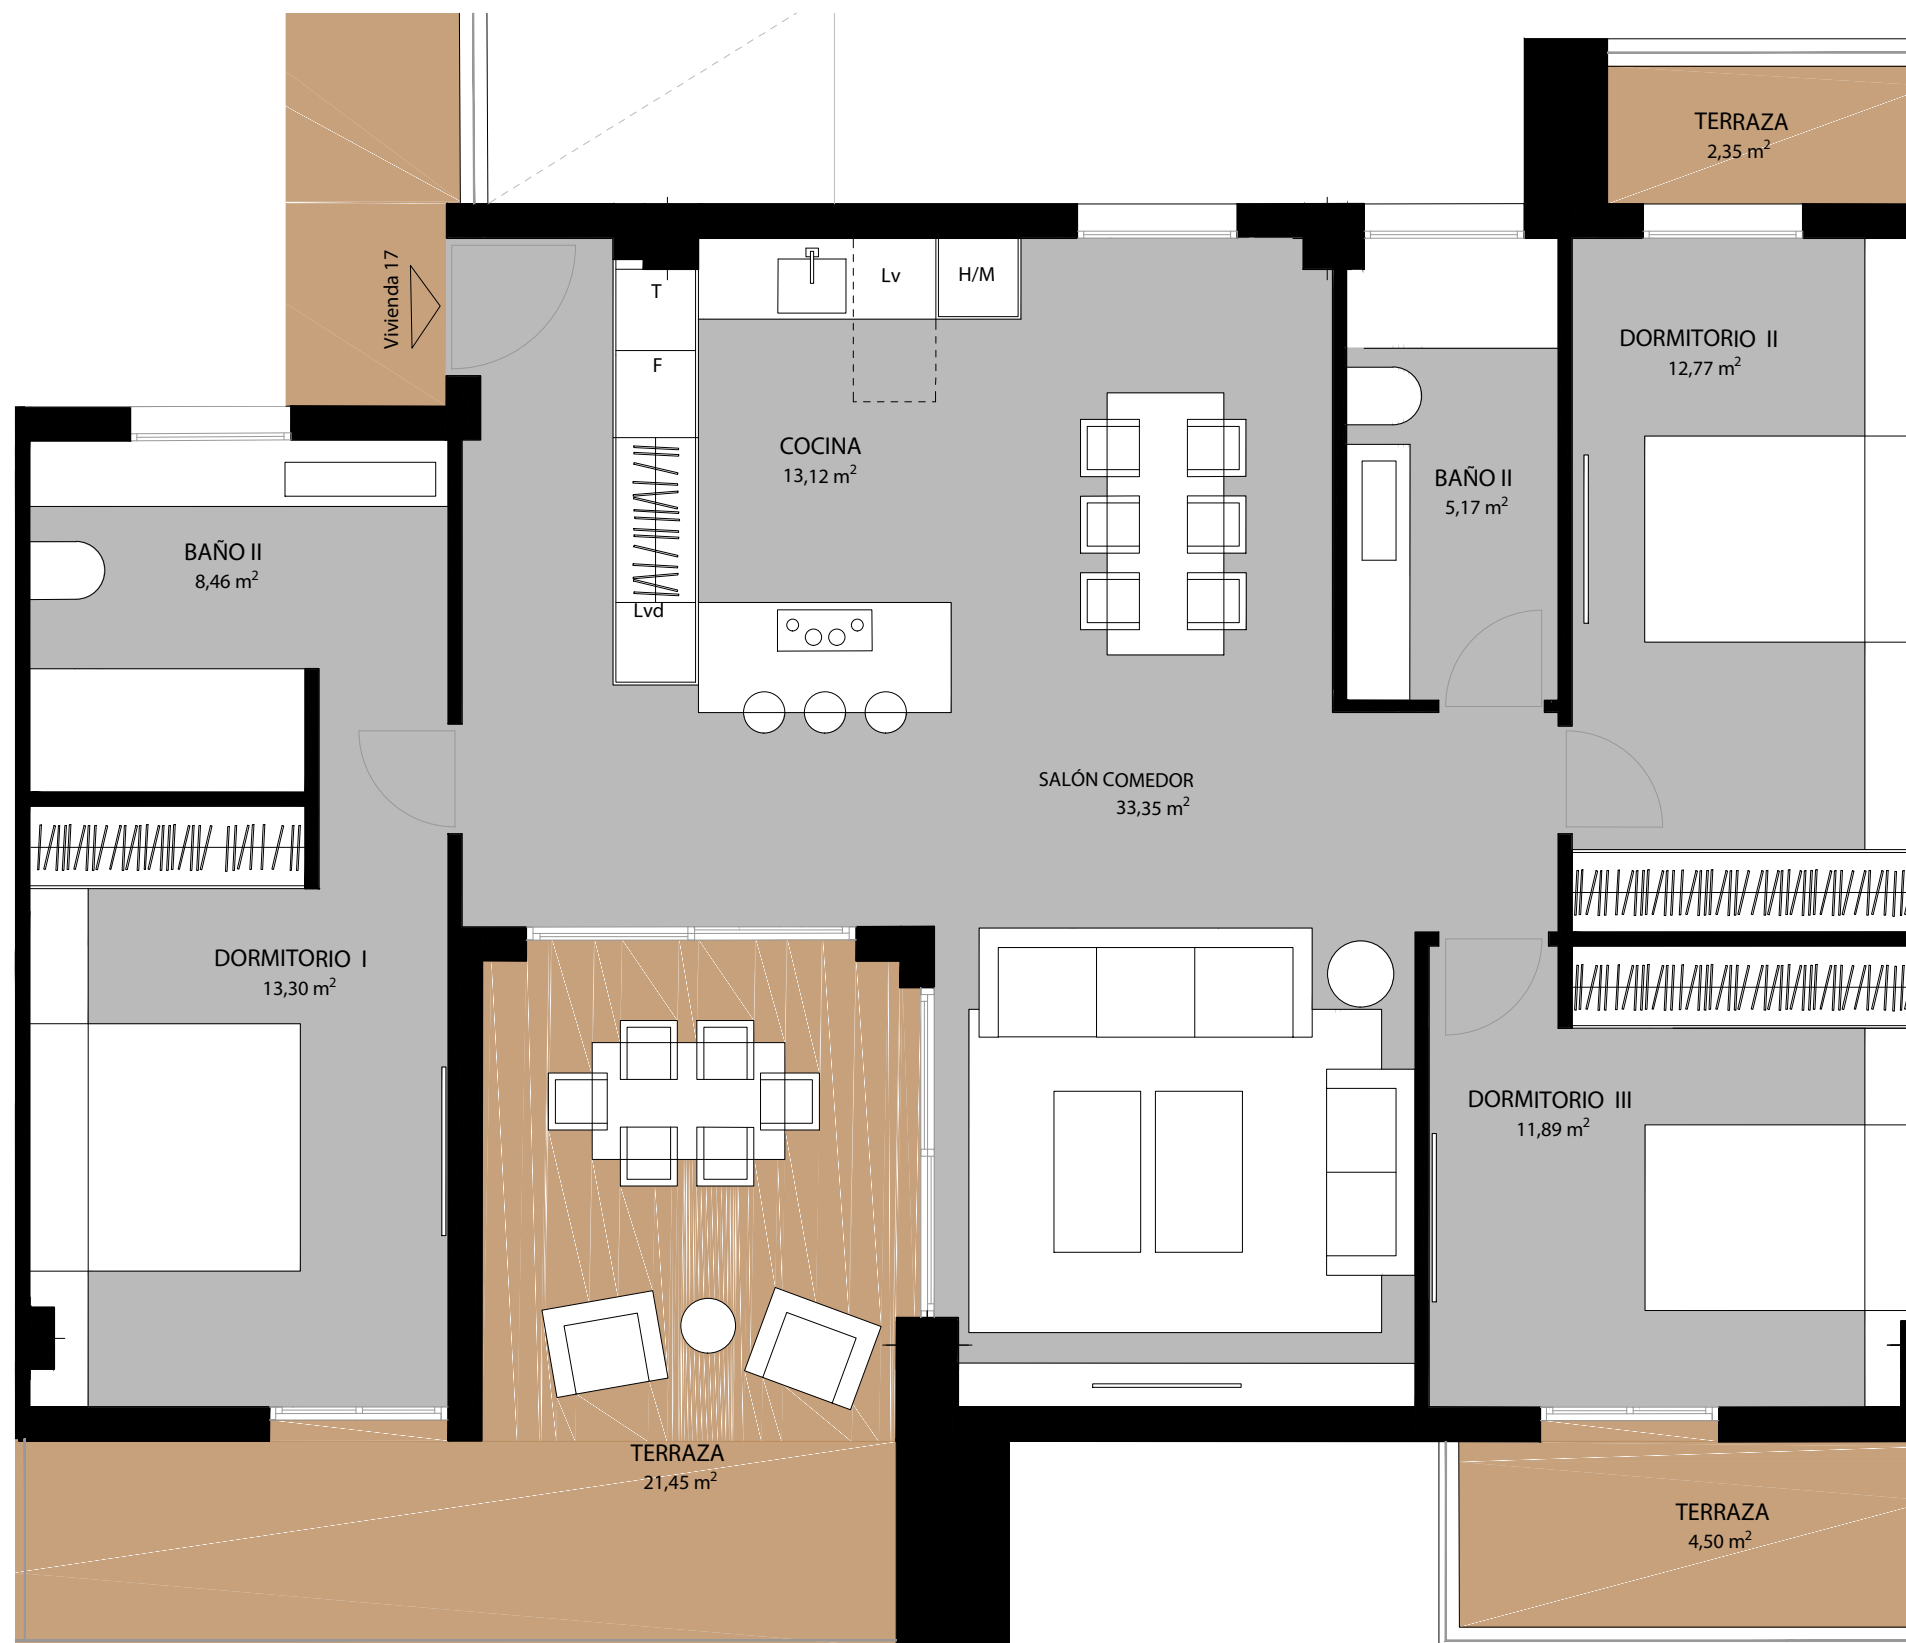 TERRAZA
2,35 m²
Vivienda 17
T
Lv
H/M
F
DORMITORIO II
12,77 m²
COCINA
13,12 m²
BAÑO II
5,17 m²
BAÑO II
8,46 m²
Lvd
SALÓN COMEDOR
33,35 m²
DORMITORIO I
13,30 m²
DORMITORIO III
11,89 m²
TERRAZA
21,45 m²
TERRAZA
4,50 m²